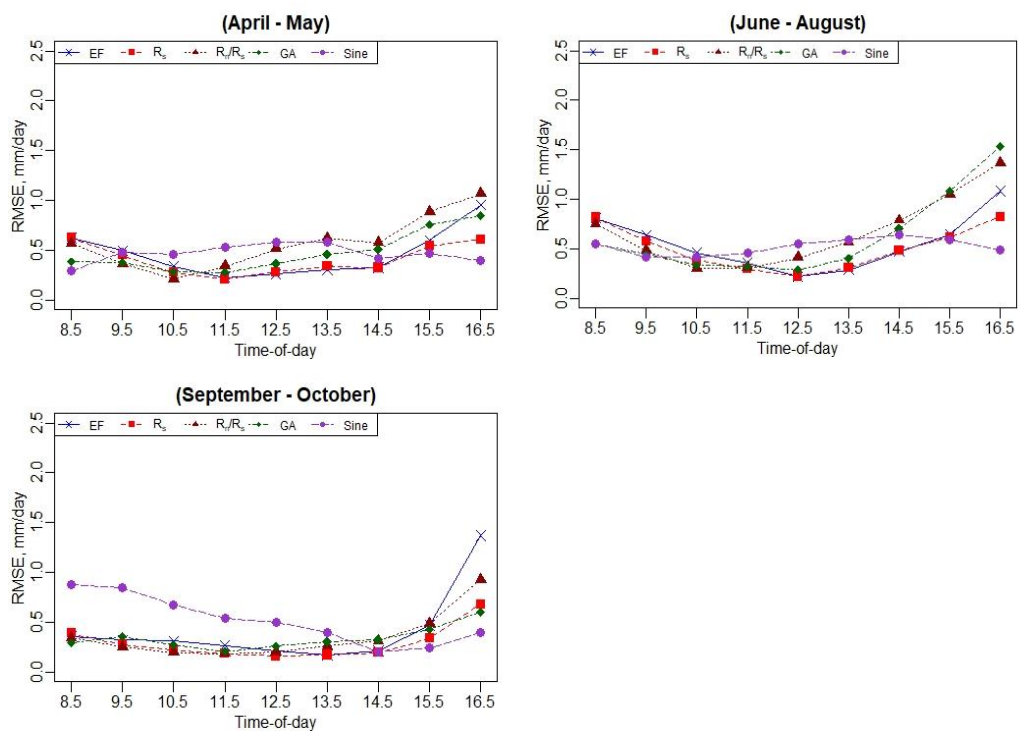 (April - May)
EF Rs Rn/Rs GA Sine
RMSE, mm/day
0.0 0.5 1.0 1.5 2.0 2.5
8.5 9.5 10.5 11.5 12.5 13.5 14.5 15.5 16.5
Time-of-day
(June - August)
EF Rs Rn/Rs GA Sine
RMSE, mm/day
0.0 0.5 1.0 1.5 2.0 2.5
8.5 9.5 10.5 11.5 12.5 13.5 14.5 15.5 16.5
Time-of-day
(September - October)
EF Rs Rn/Rs GA Sine
RMSE, mm/day
0.0 0.5 1.0 1.5 2.0 2.5
8.5 9.5 10.5 11.5 12.5 13.5 14.5 15.5 16.5
Time-of-day